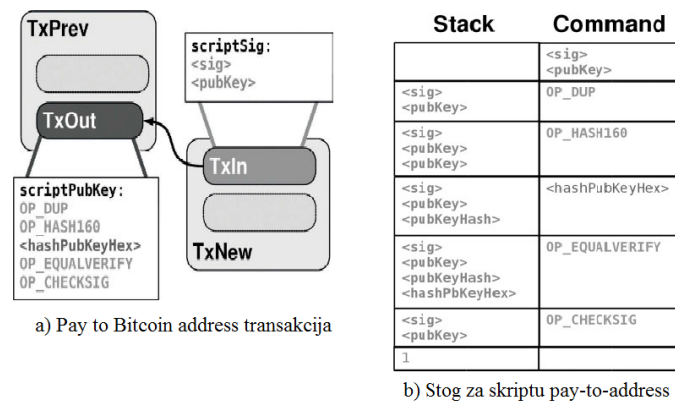 TxPrev
TxOut
scriptPubKey:
OP_DUP
OP_HASH160
<hashPubKeyHex>
OP_EQUALVERIFY
OP_CHECKSIG
scriptSig:
<sig>
<pubKey>
TxIn
TxNew
a) Pay to Bitcoin address transakcija
Stack Command
<sig>
<pubKey>
<sig> OP_DUP
<pubKey>
<sig> OP_HASH160
<pubKey>
<pubKey>
<sig> <hashPubKeyHex>
<pubKey>
<pubKeyHash>
<sig> OP_EQUALVERIFY
<pubKey>
<pubKeyHash>
<hashPbKeyHex>
<sig> OP_CHECKSIG
<pubKey>
1
b) Stog za skriptu pay-to-address